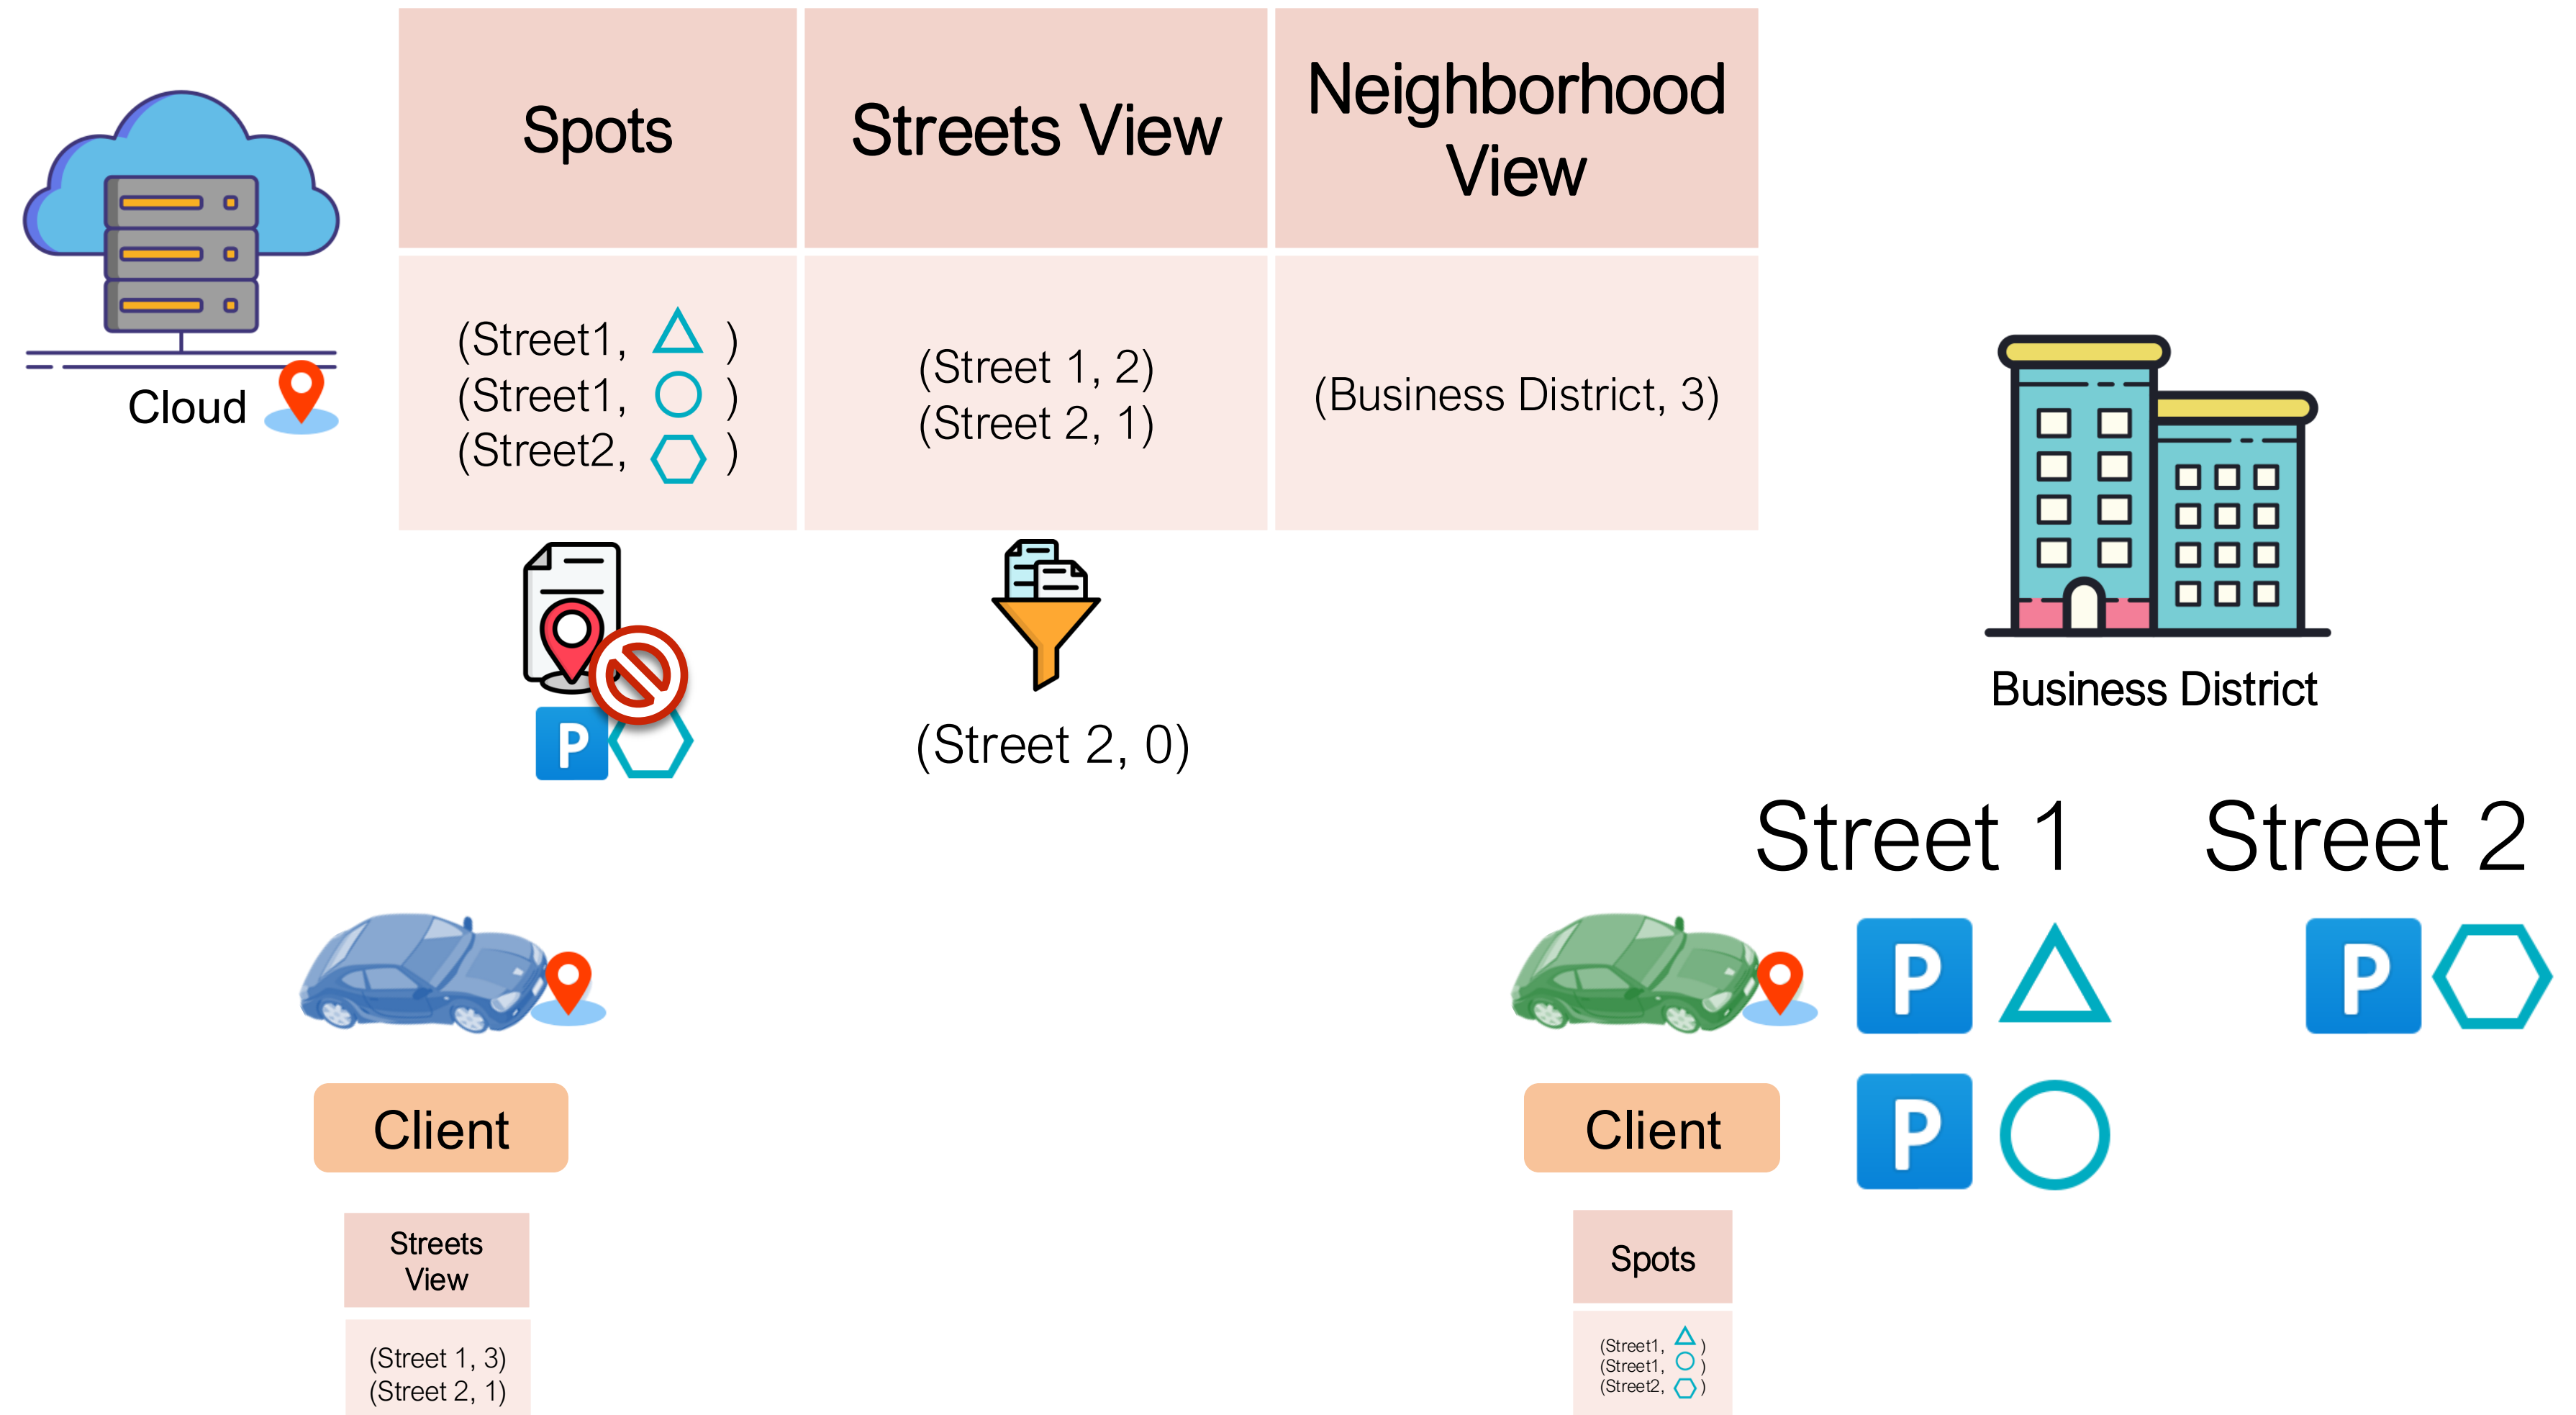 Spots
Streets View
Neighborhood
View
Cloud
(Street1, )
(Street1, )
(Street2, )
(Street 1, 2)
(Street 2, 1)
(Business District, 3)
P
(Street 2, 0)
Business District
Street 1
Street 2
P
P
P
Client
Client
Streets
View
(Street 1, 3)
(Street 2, 1)
Spots
(Street1, )
(Street1, )
(Street2, )